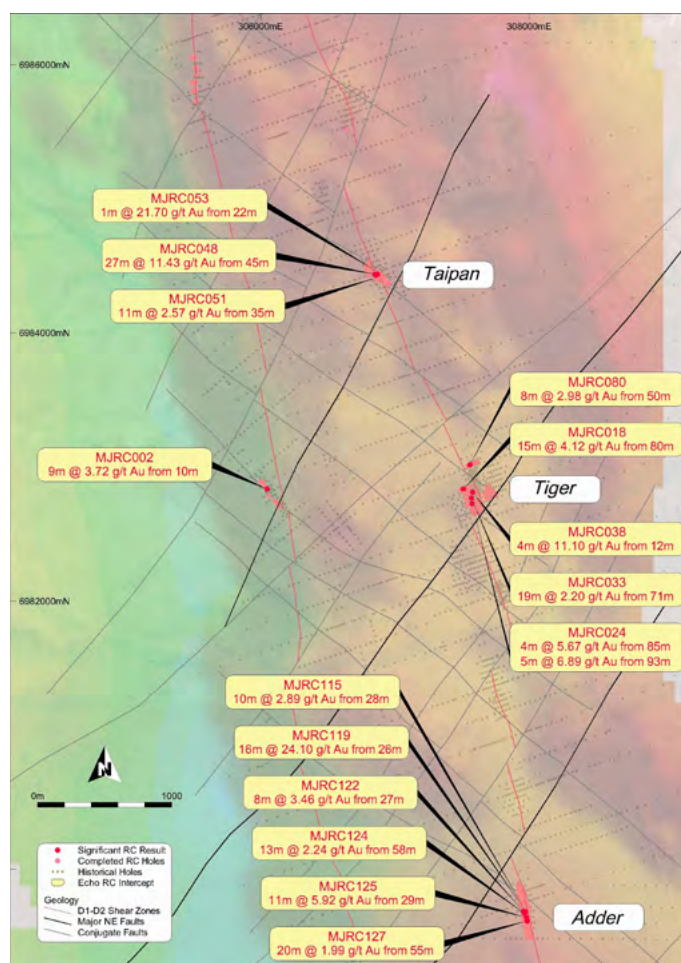 308000mE
308000mE
6986000mN
MJRC053
1m @ 21.70 g/t Au from 22m
MJRC048
27m @ 11.43 g/t Au from 45m
Taipan
MJRC051
11m @ 2.57 g/t Au from 35m
6984000mN
MJRC080
8m @ 2.98 g/t Au from 50m
MJRC018
15m @ 4.12 g/t Au from 80m
MJRC002
9m @ 3.72 g/t Au from 10m
Tiger
MJRC038
4m @ 11.10 g/t Au from 12m
MJRC033
19m @ 2.20 g/t Au from 71m
6982000mN
MJRC024
4m @ 5.67 g/t Au from 85m
5m @ 6.89 g/t Au from 93m
MJRC115
10m @ 2.89 g/t Au from 28m
MJRC119
16m @ 24.10 g/t Au from 26m
MJRC122
8m @ 3.46 g/t Au from 27m
MJRC124
13m @ 2.24 g/t Au from 58m
MJRC125
11m @ 5.92 g/t Au from 29m
MJRC127
20m @ 1.99 g/t Au from 55m
Adder
N
0m 1000
Significant RC Result
Completed RC Holes
Historical Holes
Echo RC Intercept
Geology
D1-D2 Shear Zones
Major NE Faults
Conjugate Faults